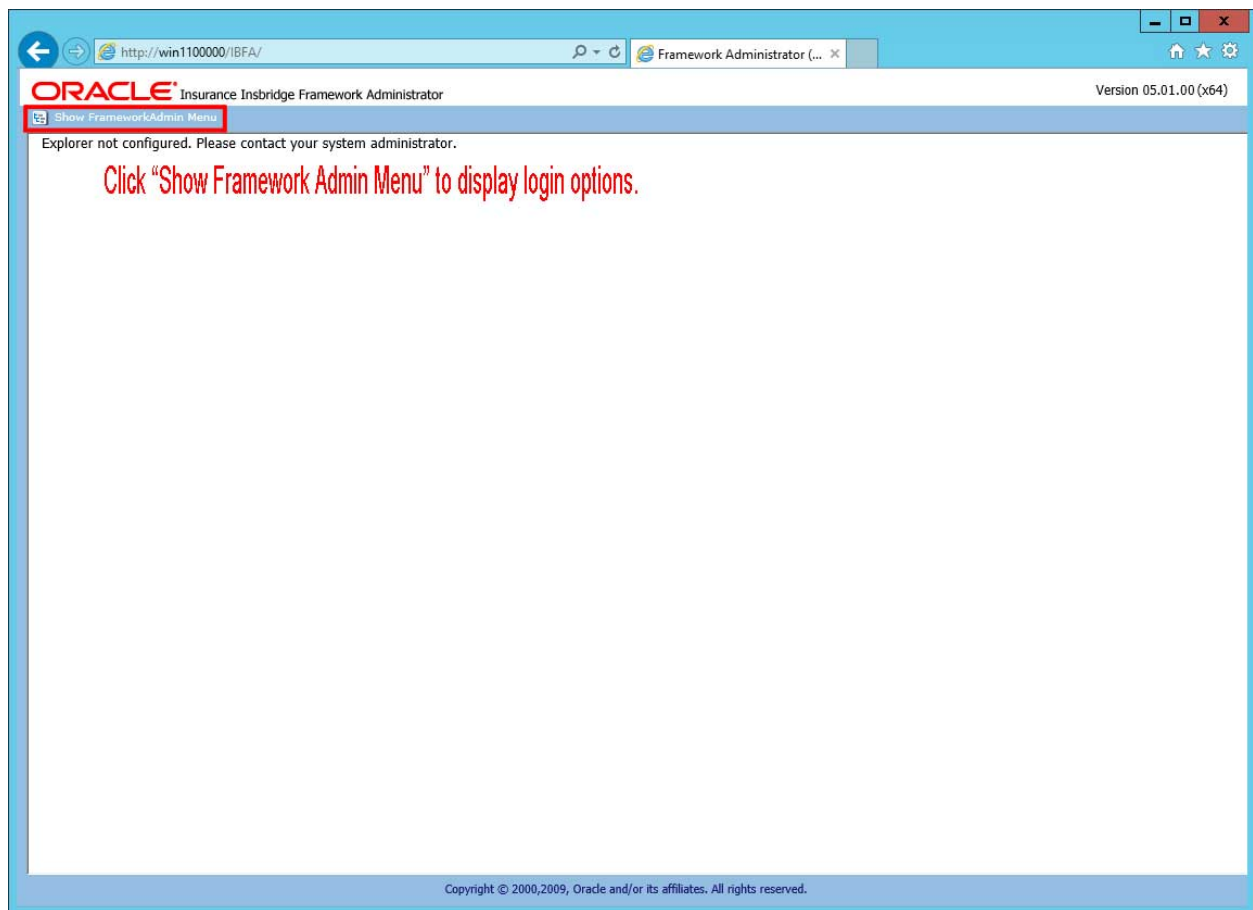 http://win1100000/IBFA/
Framework Administrator (...
ORACLE Insurance Insbridge Framework Administrator
Version 05.01.00 (x64)
Show FrameworkAdmin Menu
Explorer not configured. Please contact your system administrator.
Click “Show Framework Admin Menu” to display login options.
Copyright © 2000,2009, Oracle and/or its affiliates. All rights reserved.